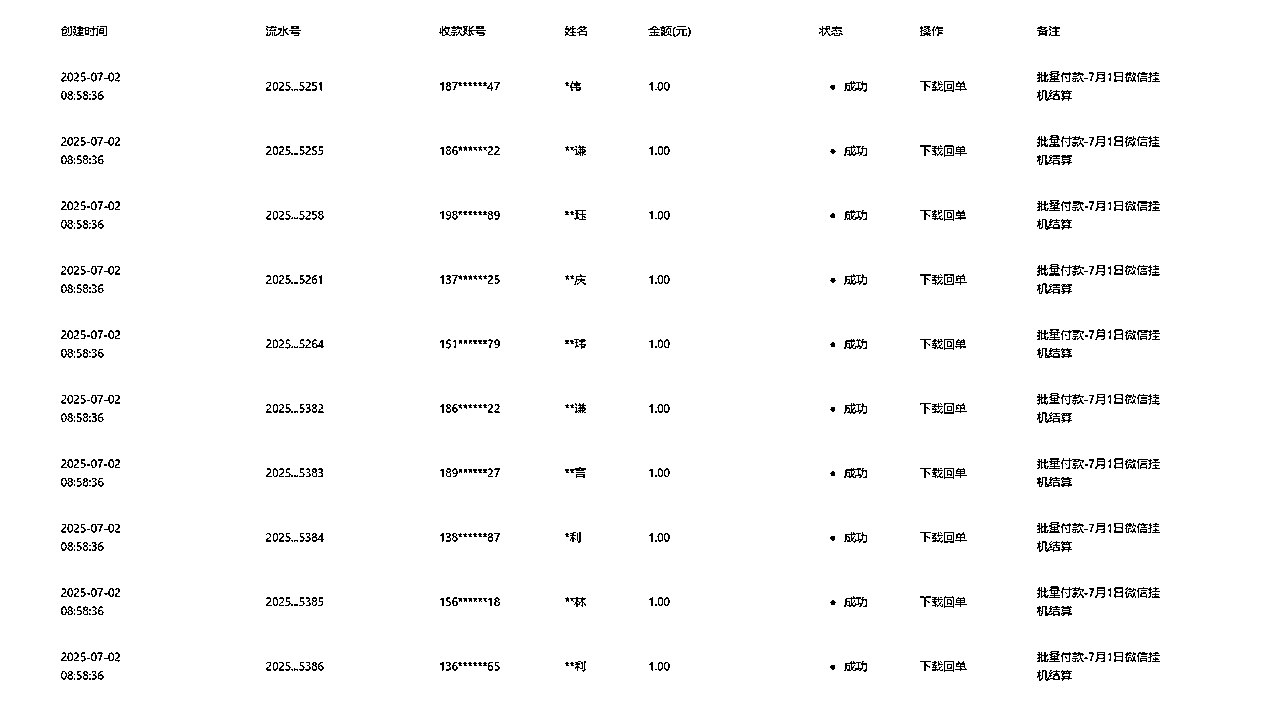 创建时间 流水号 收款账号 姓名 金额(元) 状态 操作 备注
2025-07-02 08:58:36 2025...5251 187******47 *伟 1.00 • 成功 下载回单 批量付款-7月1日微信挂机结算
2025-07-02 08:58:36 2025...5255 186******22 **谦 1.00 • 成功 下载回单 批量付款-7月1日微信挂机结算
2025-07-02 08:58:36 2025...5258 198******89 **珏 1.00 • 成功 下载回单 批量付款-7月1日微信挂机结算
2025-07-02 08:58:36 2025...5261 137******25 **庆 1.00 • 成功 下载回单 批量付款-7月1日微信挂机结算
2025-07-02 08:58:36 2025...5264 151******79 **玮 1.00 • 成功 下载回单 批量付款-7月1日微信挂机结算
2025-07-02 08:58:36 2025...5382 186******22 **谦 1.00 • 成功 下载回单 批量付款-7月1日微信挂机结算
2025-07-02 08:58:36 2025...5383 189******27 **言 1.00 • 成功 下载回单 批量付款-7月1日微信挂机结算
2025-07-02 08:58:36 2025...5384 138******87 *利 1.00 • 成功 下载回单 批量付款-7月1日微信挂机结算
2025-07-02 08:58:36 2025...5385 156******18 **林 1.00 • 成功 下载回单 批量付款-7月1日微信挂机结算
2025-07-02 08:58:36 2025...5386 136******65 **利 1.00 • 成功 下载回单 批量付款-7月1日微信挂机结算